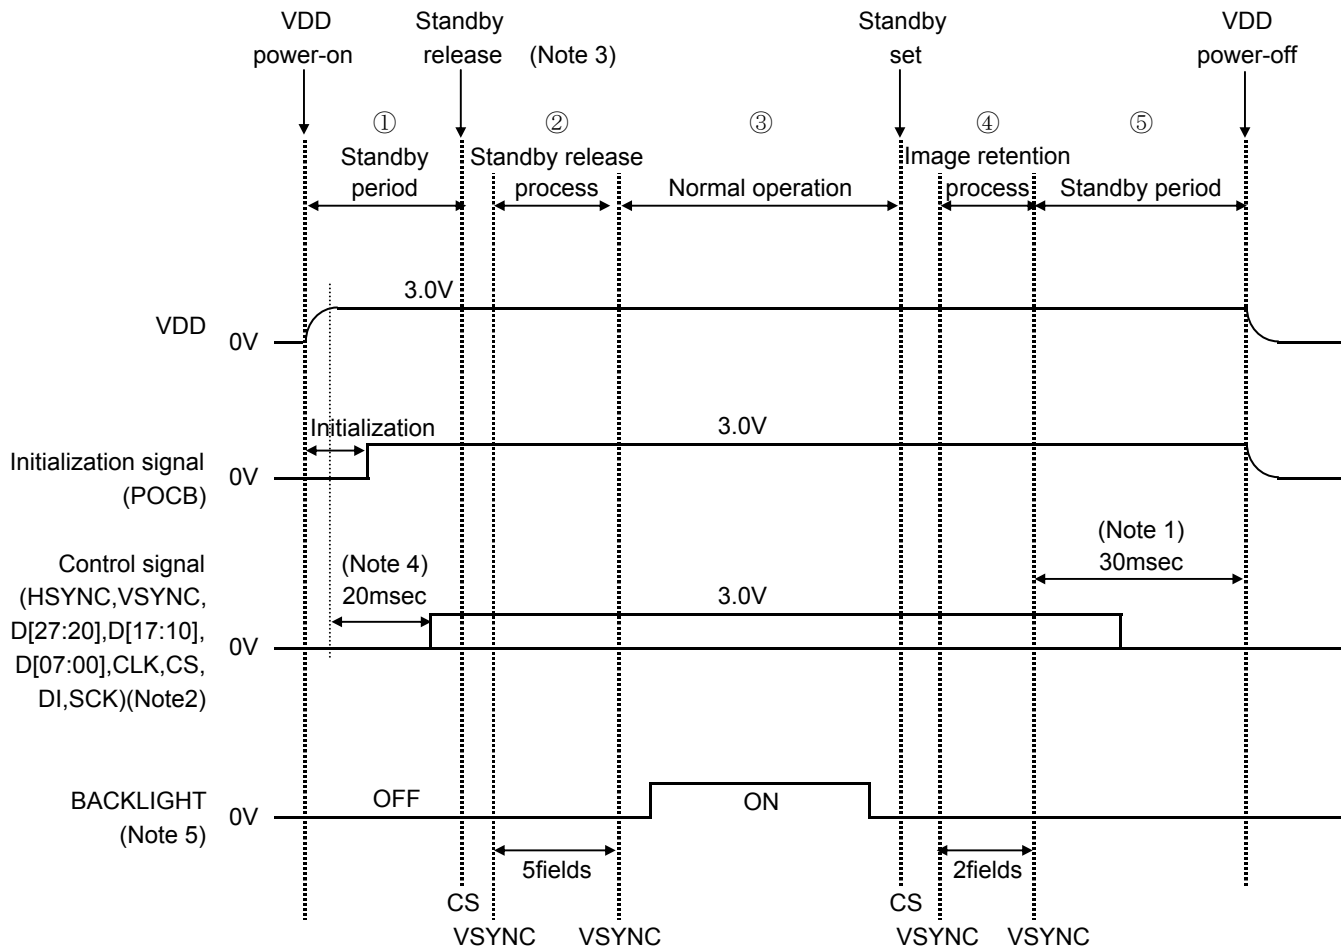 VDD
power-on
Standby
release (Note 3)
Standby
set
VDD
power-off
① ② ③ ④ ⑤
Standby
period
Standby release
process
Normal operation
Image retention
process
Standby period
3.0V
VDD 0V
Initialization
3.0V
Initialization signal
(POCB)
0V
(Note 1)
30msec
Control signal
(HSYNC,VSYNC,
D[27:20],D[17:10],
D[07:00],CLK,CS,
DI,SCK)(Note2)
(Note 4)
20msec
3.0V
0V
BACKLIGHT
(Note 5)
0V
OFF
ON
5fields
2fields
CS
CS
VSYNC VSYNC VSYNC VSYNC